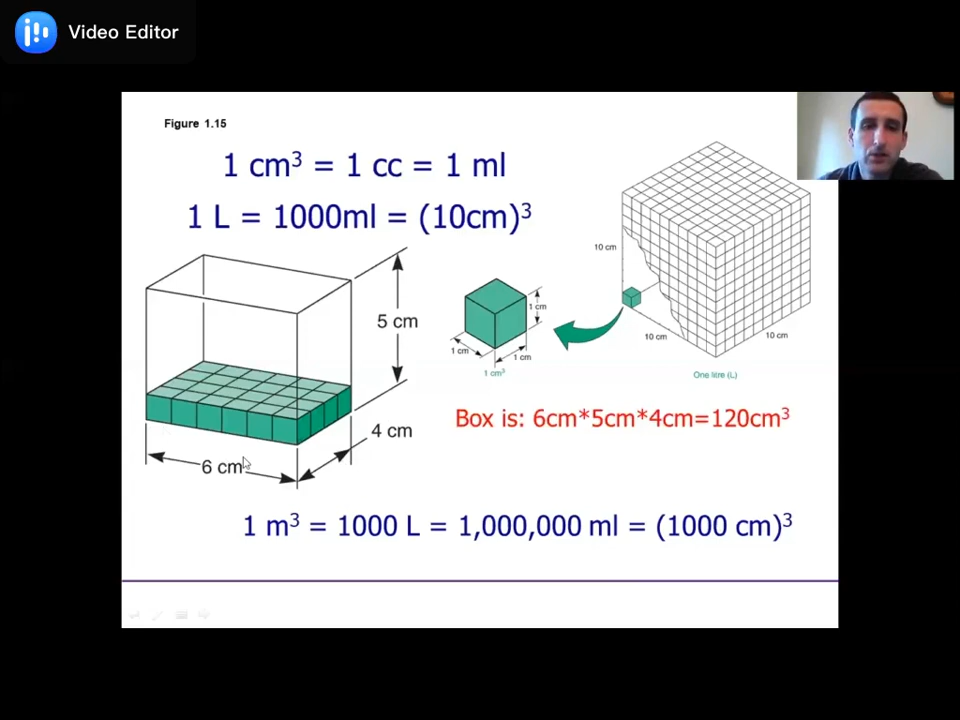 Video Editor
Figure 1.15
1 cm³ = 1 cc = 1 ml
1 L = 1000ml = (10cm)³
5 cm
4 cm
6 cm
1 cm
1 cm
1 cm
1 cm³
10 cm
10 cm
10 cm
One litre (L)
Box is: 6cm*5cm*4cm=120cm³
1 m³ = 1000 L = 1,000,000 ml = (1000 cm)³